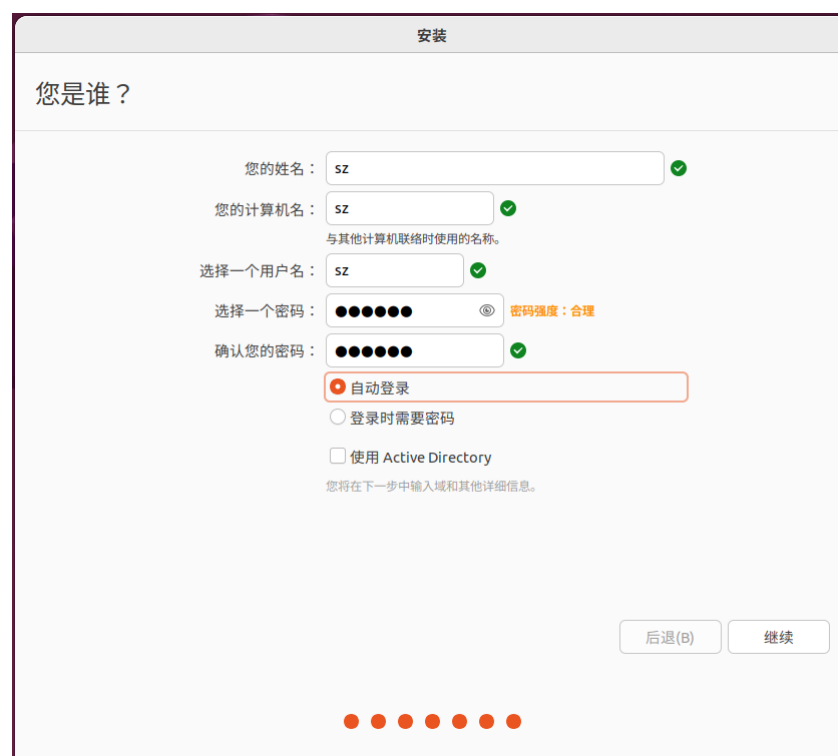 安装
您是谁？
您的姓名： sz
您的计算机名： sz
与其他计算机联络时使用的名称。
选择一个用户名： sz
选择一个密码： ●●●●●● 密码强度：合理
确认您的密码： ●●●●●●
自动登录
登录时需要密码
使用 Active Directory
您将在下一步中输入域和其他详细信息。
后退(B) 继续